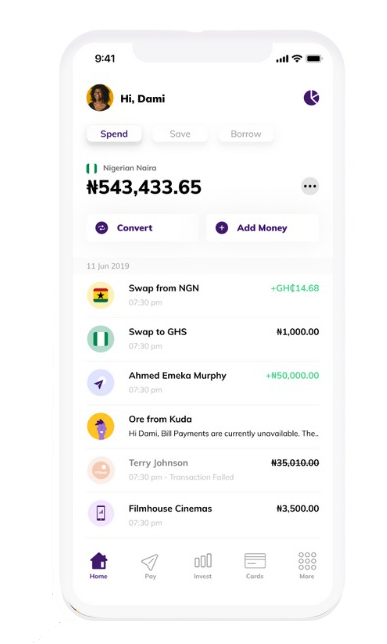 9:41
Hi, Dami
Spend Save Borrow
Nigerian Naira
₦543,433.65
Convert Add Money
11 Jun 2019
Swap from NGN +GH₵14.68
07:30 pm
Swap to GHS ₦1,000.00
07:30 pm
Ahmed Emeka Murphy +₦50,000.00
07:30 pm
Ore from Kuda
Hi Dami, Bill Payments are currently unavailable. The..
Terry Johnson ₦35,010.00
07:30 pm - Transaction Failed
Filmhouse Cinemas ₦3,500.00
07:30 pm
Home Pay Invest Cards More